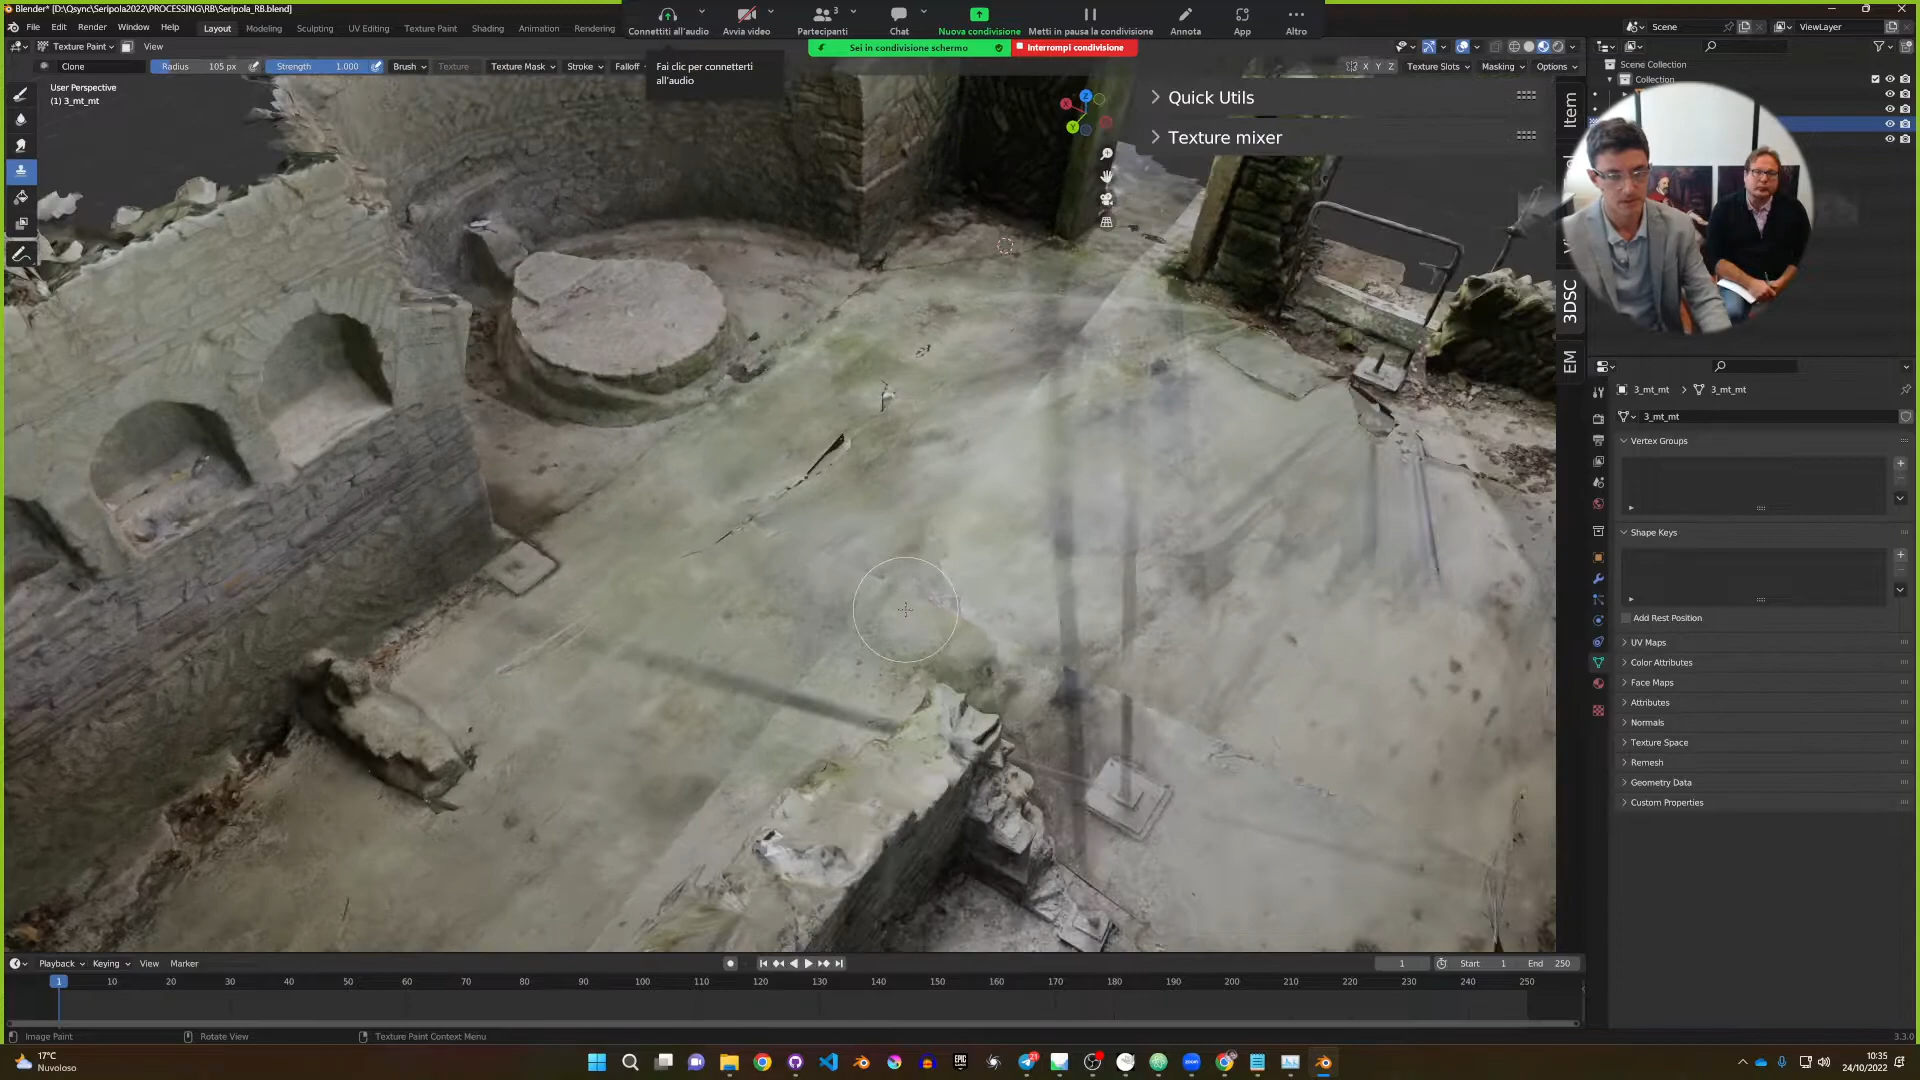 Blender* [D:\Qsync\Seripola2022\PROCESSING\RB\Seripola_RB.blend]
File Edit Render Window Help Layout Modeling Sculpting UV Editing Texture Paint Shading Animation Rendering
Connettiti all'audio Avvia video Partecipanti 3 Chat Nuova condivisione Metti in pausa la condivisione Annota App Altro
Scene ViewLayer
Sei in condivisione schermo Interrompi condivisione
Texture Paint View
Clone Radius 105 px Strength 1.000 Brush Texture Texture Mask Stroke Falloff
Fai clic per connetterti
all'audio
X Y Z Texture Slots Masking Options
Scene Collection
Collection
User Perspective
(1) 3_mt_mt
Quick Utils
Texture mixer
Item
3DSC
EM
X
Y
Z
3_mt_mt 3_mt_mt
3_mt_mt
Vertex Groups
Shape Keys
Add Rest Position
UV Maps
Color Attributes
Face Maps
Attributes
Normals
Texture Space
Remesh
Geometry Data
Custom Properties
Playback Keying View Marker
1 Start 1 End 250
1 10 20 30 40 50 60 70 80 90 100 110 120 130 140 150 160 170 180 190 200 210 220 230 240 250
Image Paint Rotate View Texture Paint Context Menu
3.3.0
17°C
Nuvoloso
EPIC
zoom
10:35
24/10/2022